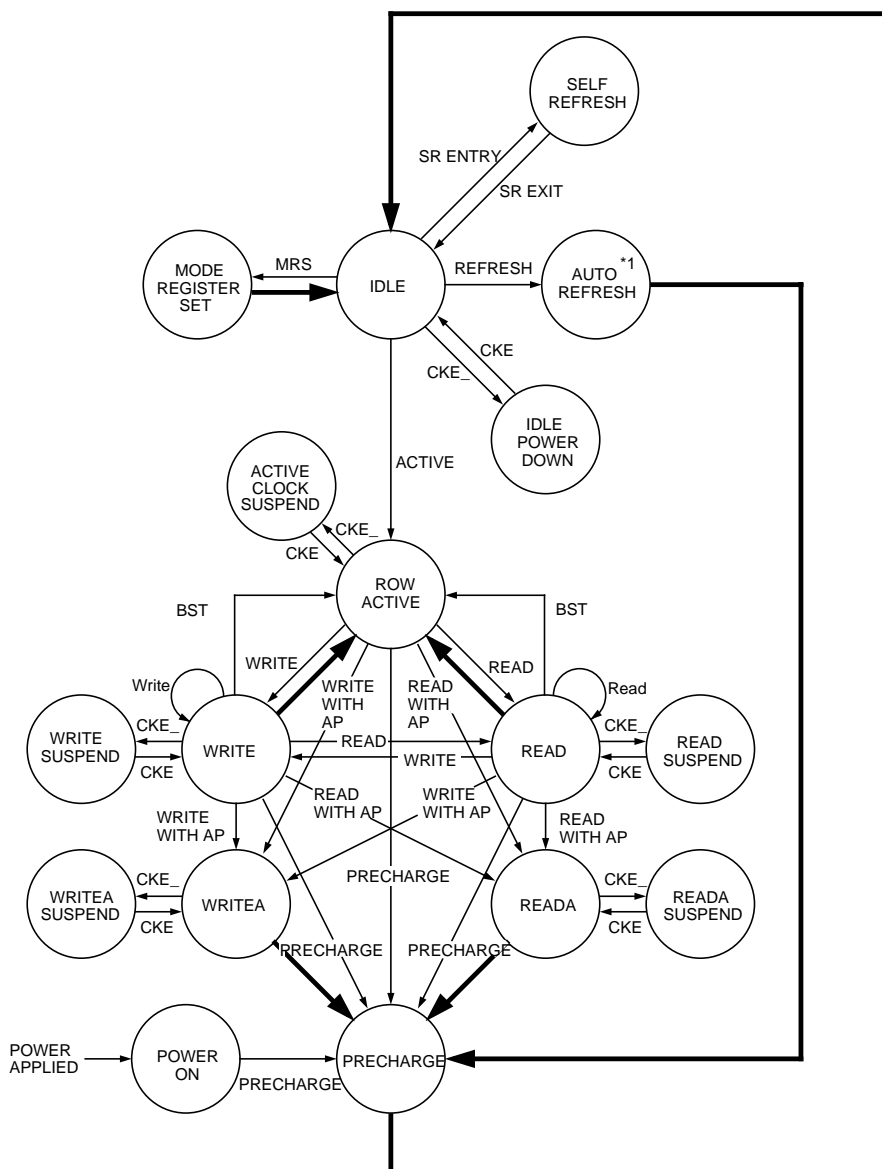 SELF
REFRESH
SR ENTRY
SR EXIT
MODE
REGISTER
SET
MRS
IDLE
REFRESH
AUTO *1
REFRESH
CKE
CKE_
IDLE
POWER
DOWN
ACTIVE
ACTIVE
CLOCK
SUSPEND
CKE_
CKE
ROW
ACTIVE
BST
BST
WRITE
READ
WRITE
WITH
AP
READ
WITH
AP
Write
Read
WRITE
SUSPEND
CKE_
CKE
WRITE
READ
WRITE
READ
CKE_
CKE
READ
SUSPEND
WRITE
WITH AP
READ
WITH AP
WRITE
WITH AP
READ
WITH AP
WRITEA
SUSPEND
CKE_
CKE
WRITEA
PRECHARGE
READA
CKE_
CKE
READA
SUSPEND
PRECHARGE
PRECHARGE
POWER
APPLIED
POWER
ON
PRECHARGE
PRECHARGE